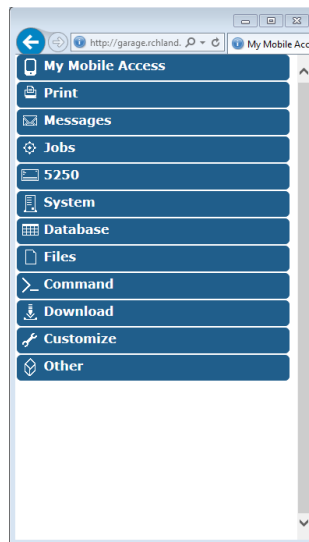 http://garage.rchland.
My Mobile Acc
My Mobile Access
Print
Messages
Jobs
5250
System
Database
Files
Command
Download
Customize
Other